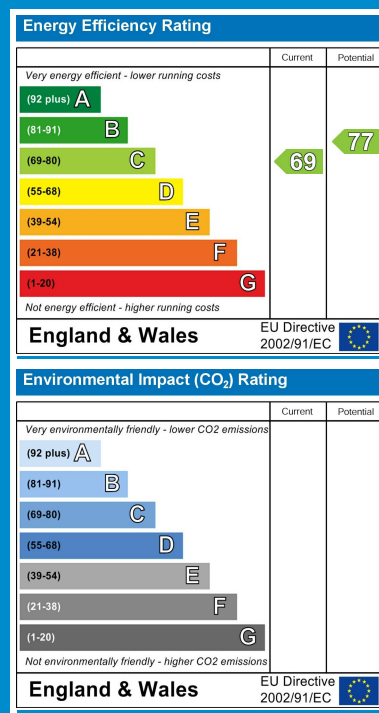 Energy Efficiency Rating
Current Potential
Very energy efficient - lower running costs
(92 plus) A
(81-91) B
(69-80) C
(55-68) D
(39-54) E
(21-38) F
(1-20) G
69
77
Not energy efficient - higher running costs
England & Wales
EU Directive
2002/91/EC
Environmental Impact (CO₂) Rating
Current Potential
Very environmentally friendly - lower CO2 emissions
(92 plus) A
(81-91) B
(69-80) C
(55-68) D
(39-54) E
(21-38) F
(1-20) G
Not environmentally friendly - higher CO2 emissions
England & Wales
EU Directive
2002/91/EC